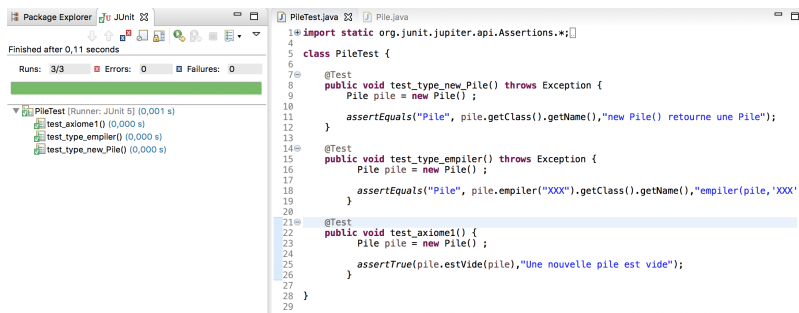 Package Explorer JUnit
Finished after 0,11 seconds
Runs: 3/3 Errors: 0 Failures: 0
PileTest [Runner: JUnit 5] (0,001 s)
test_axiome1() (0,000 s)
test_type_empiler() (0,000 s)
test_type_new_Pile() (0,000 s)
PileTest.java Pile.java
1 import static org.junit.jupiter.api.Assertions.*;
5 class PileTest {
6
7 @Test
8 public void test_type_new_Pile() throws Exception {
9 Pile pile = new Pile() ;
10
11 assertEquals("Pile", pile.getClass().getName(),"new Pile() retourne une Pile");
12 }
13
14 @Test
15 public void test_type_empiler() throws Exception {
16 Pile pile = new Pile() ;
17
18 assertEquals("Pile", pile.empiler("XXX").getClass().getName(),"empiler(pile,'XXX'
19 }
20
21 @Test
22 public void test_axiome1() {
23 Pile pile = new Pile() ;
24
25 assertTrue(pile.estVide(pile),"Une nouvelle pile est vide");
26 }
27
28 }
29